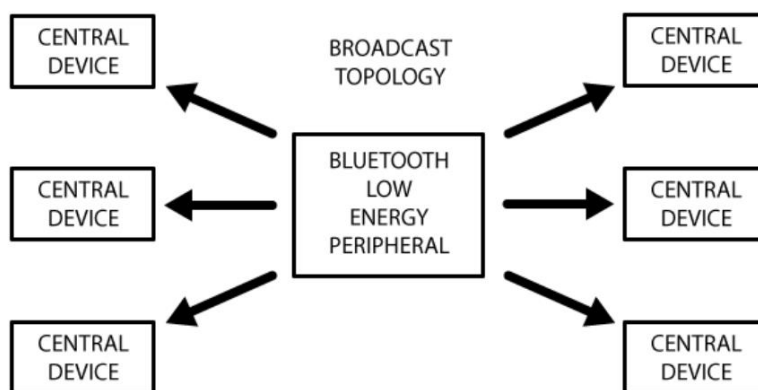 CENTRAL
DEVICE
BROADCAST
TOPOLOGY
CENTRAL
DEVICE
CENTRAL
DEVICE
BLUETOOTH
LOW
ENERGY
PERIPHERAL
CENTRAL
DEVICE
CENTRAL
DEVICE
CENTRAL
DEVICE